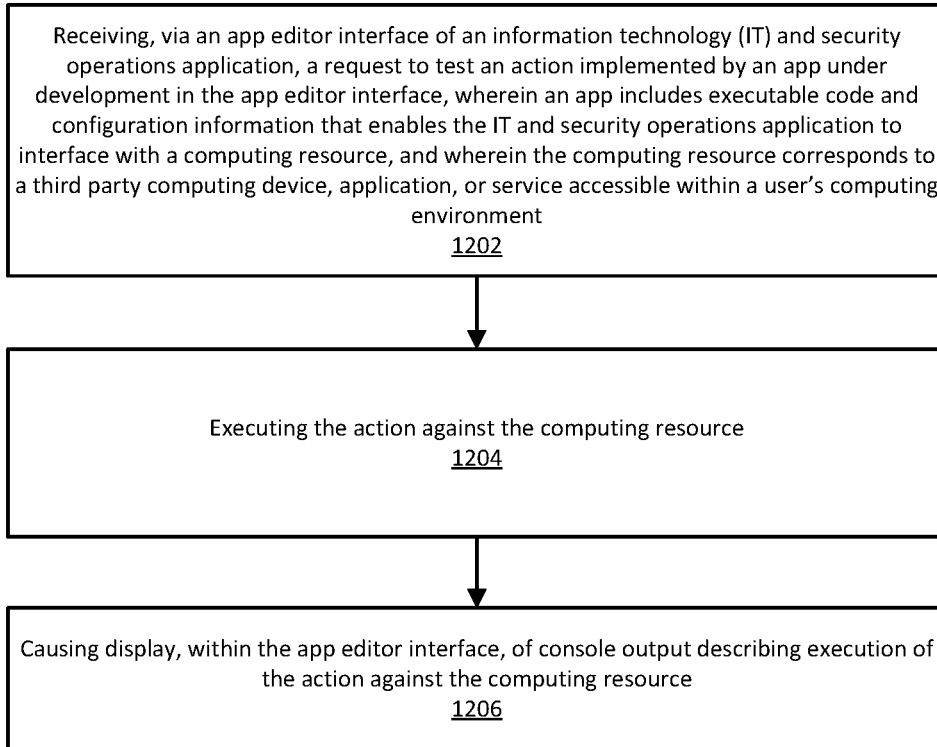 Receiving, via an app editor interface of an information technology (IT) and security
operations application, a request to test an action implemented by an app under
development in the app editor interface, wherein an app includes executable code and
configuration information that enables the IT and security operations application to
interface with a computing resource, and wherein the computing resource corresponds to
a third party computing device, application, or service accessible within a user’s computing
environment
1202
Executing the action against the computing resource
1204
Causing display, within the app editor interface, of console output describing execution of
the action against the computing resource
1206